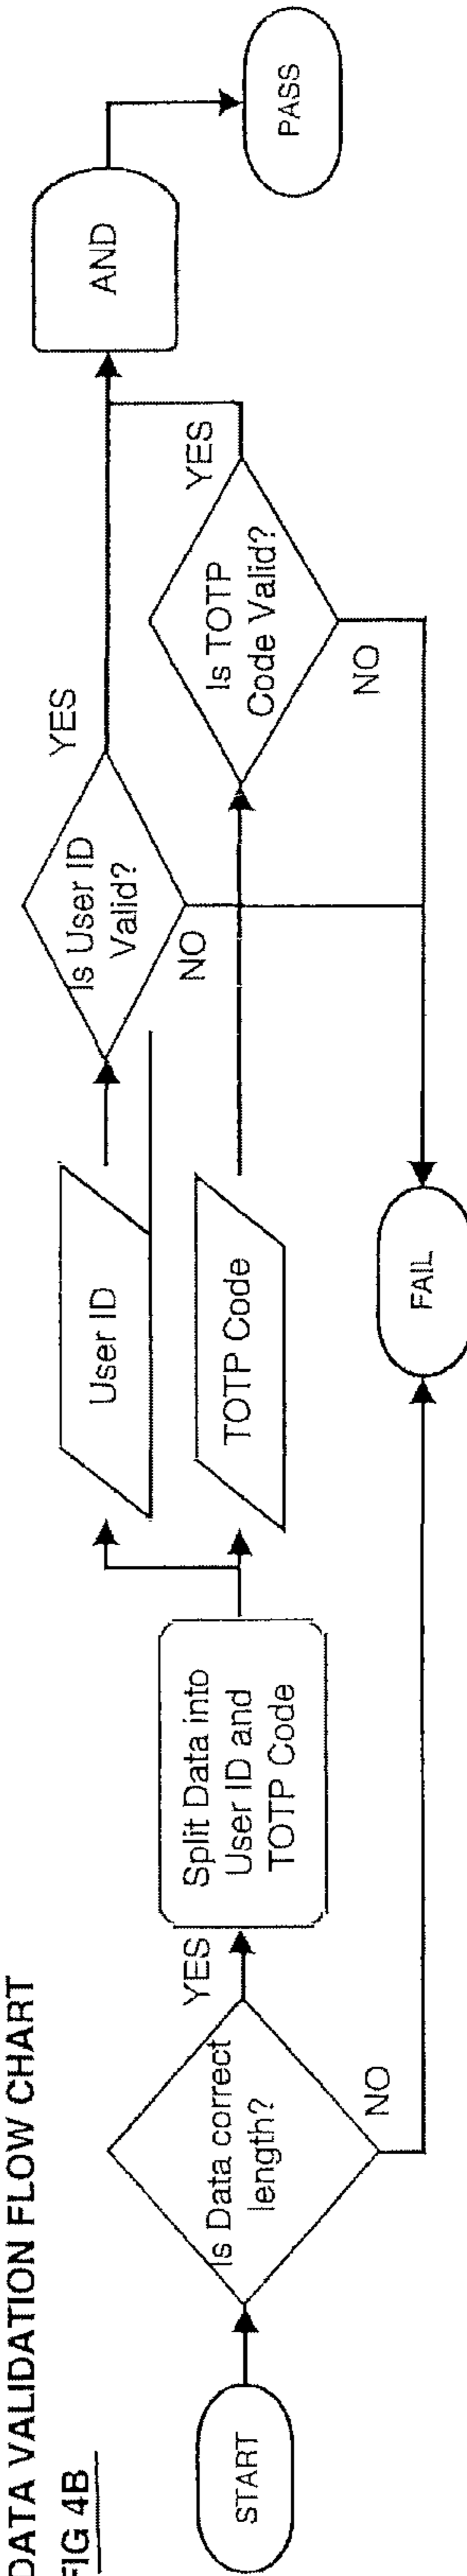 DATA VALIDATION FLOW CHART
FIG 4B
START
Is Data correct
length?
YES
NO
Split Data into
User ID and
TOTP Code
User ID
TOTP Code
Is User ID
Valid?
YES
NO
Is TOTP
Code Valid?
YES
NO
FAIL
AND
PASS